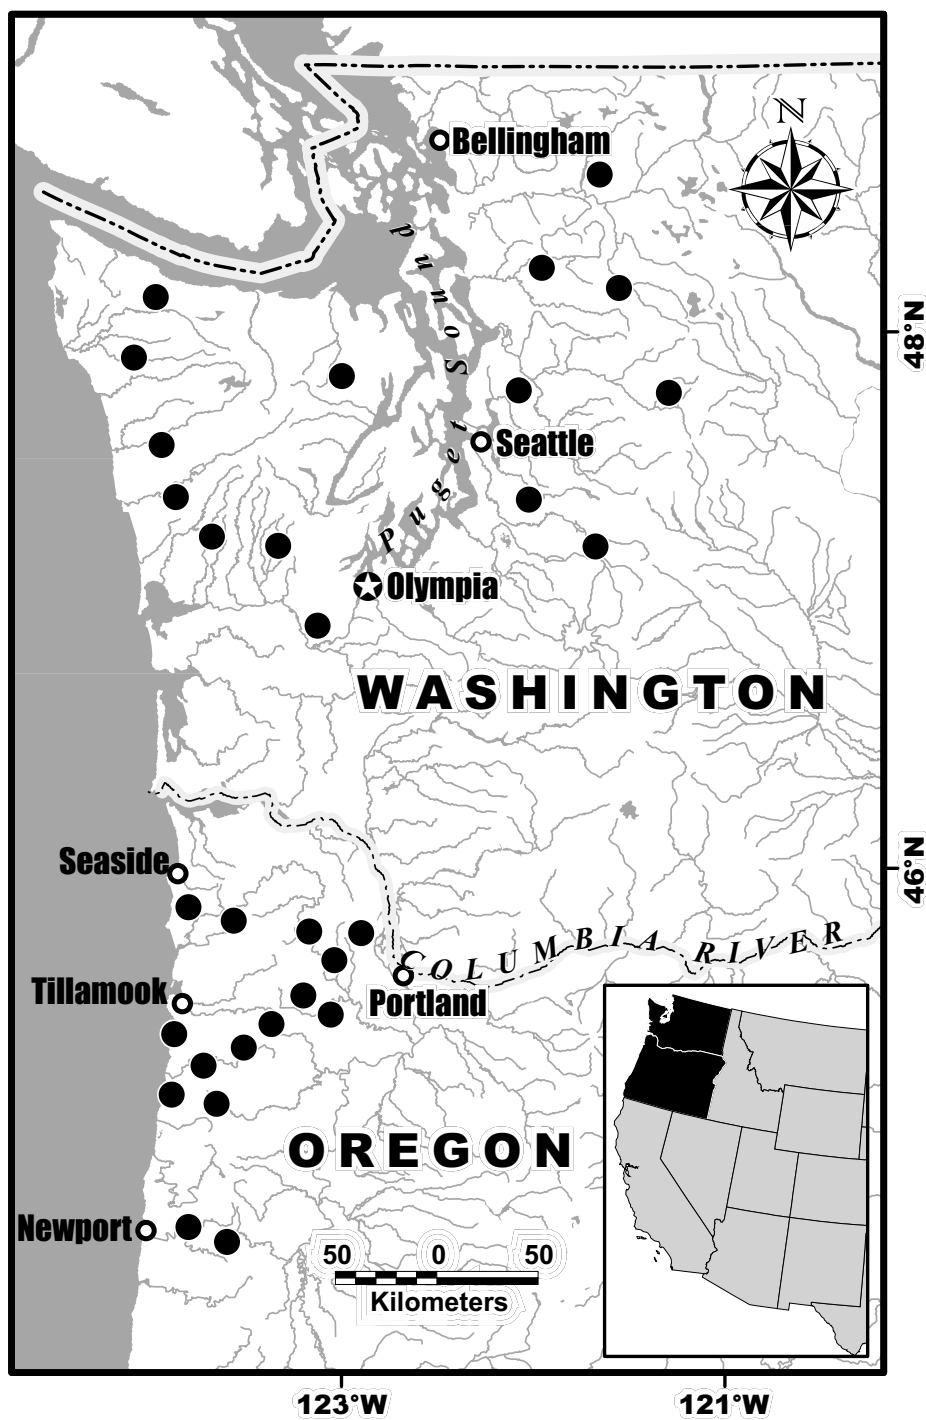 N
Bellingham
Puget Sound
48°N
Seattle
Olympia
WASHINGTON
Seaside
46°N
COLUMBIA RIVER
Tillamook
Portland
OREGON
Newport
50 0 50
Kilometers
123°W 121°W